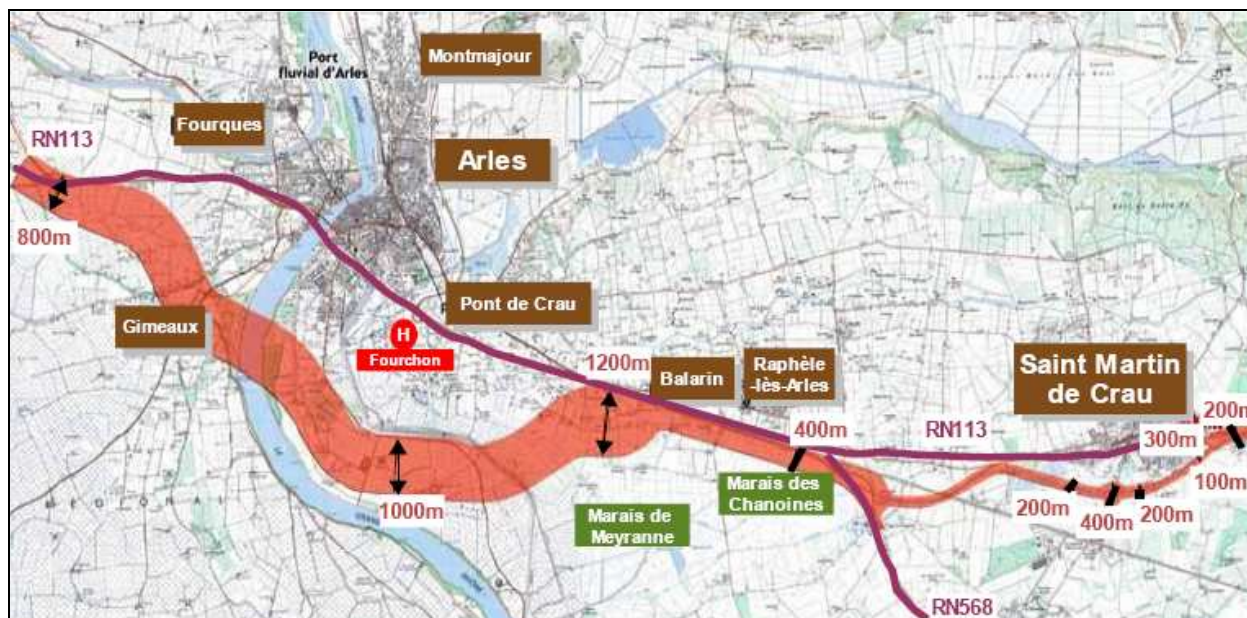 Port
fluvial d'Arles
Montmajour
Fourques
RN113
Arles
800m
Pont de Crau
Gimeaux
H
Fourchon
1200m
Balarin
Raphèle
-lès-Arles
Saint Martin
de Crau
200m
400m
RN113
300m
Marais des
Chanoines
100m
200m
400m
200m
1000m
Marais de
Meyranne
RN568